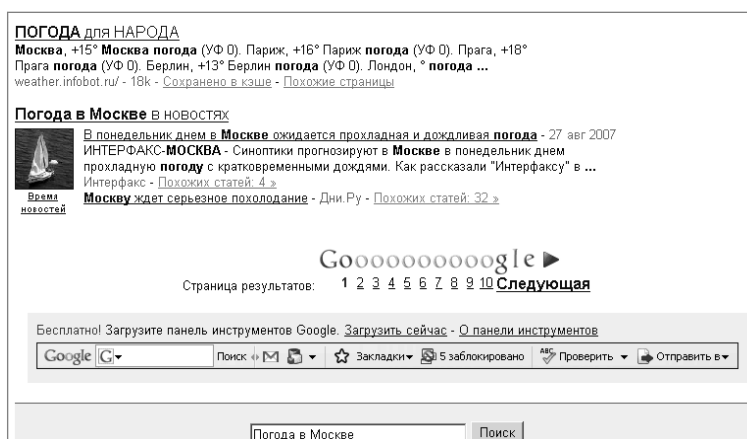 ПОГОДА для НАРОДА
Москва, +15° Москва погода (УФ 0). Париж, +16° Париж погода (УФ 0). Прага, +18°
Прага погода (УФ 0). Берлин, +13° Берлин погода (УФ 0). Лондон, ° погода ...
weather.infobot.ru/ - 18k - Сохранено в кэше - Похожие страницы
Погода в Москве в новостях
В понедельник днем в Москве ожидается прохладная и дождливая погода - 27 авг 2007
ИНТЕРФАКС-МОСКВА - Синоптики прогнозируют в Москве в понедельник днем
прохладную погоду с кратковременными дождями. Как рассказали "Интерфаксу" в ...
Интерфакс - Похожих статей: 4 »
Время
новостей
Москву ждет серьезное похолодание - Дни.Ру - Похожих статей: 32 »
Goooooooooogle
Страница результатов: 1 2 3 4 5 6 7 8 9 10 Следующая
Бесплатно! Загрузите панель инструментов Google. Загрузить сейчас - О панели инструментов
Google G Поиск Закладки 5 заблокировано ABC Проверить Отправить в
Погода в Москве Поиск